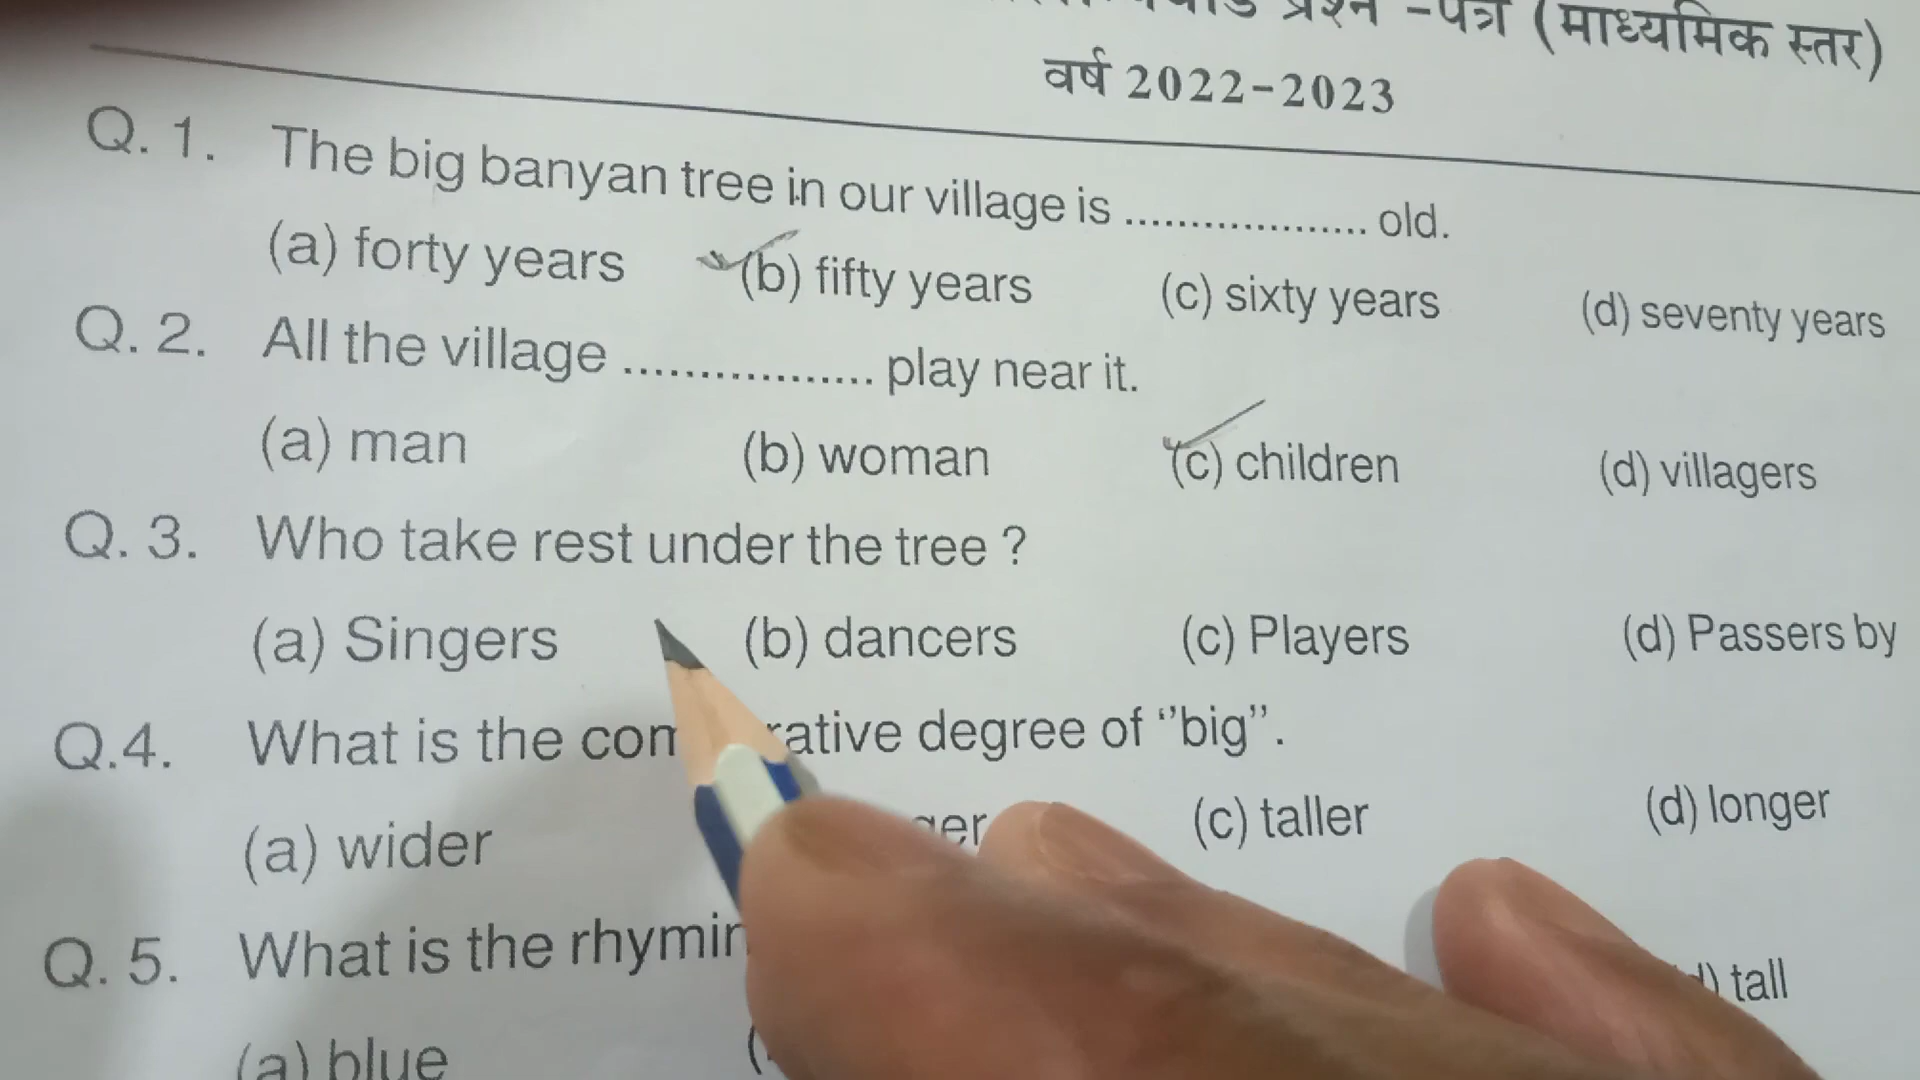 प्रश्न -पत्र (माध्यमिक स्तर)
वर्ष 2022-2023
Q. 1. The big banyan tree in our village is .................. old.
(a) forty years (b) fifty years (c) sixty years (d) seventy years
Q. 2. All the village ................ play near it.
(a) man (b) woman (c) children (d) villagers
Q. 3. Who take rest under the tree ?
(a) Singers (b) dancers (c) Players (d) Passers by
Q.4. What is the degree of "big".
(a) wider (c) taller (d) longer
Q. 5. What is the
tall
(a) blue